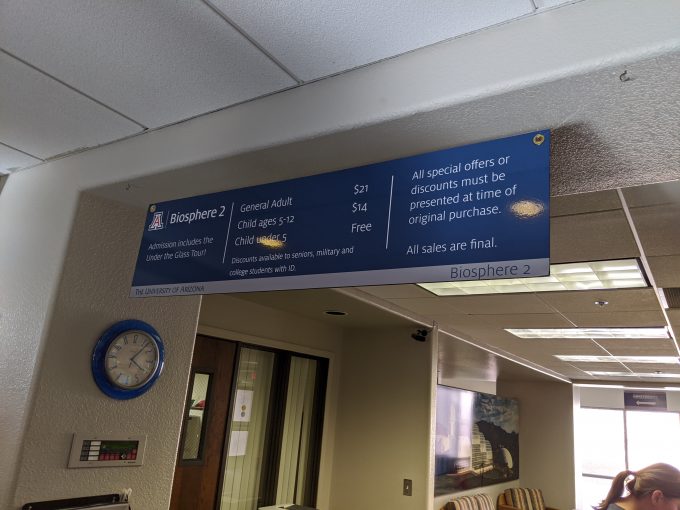 A
Biosphere 2
Admission includes the
Under the Glass Tour!
THE UNIVERSITY OF ARIZONA
General Adult $21
Child ages 5-12 $14
Child under 5 Free
Discounts available to seniors, military and
college students with ID.
All special offers or
discounts must be
presented at time of
original purchase.
All sales are final.
Biosphere 2